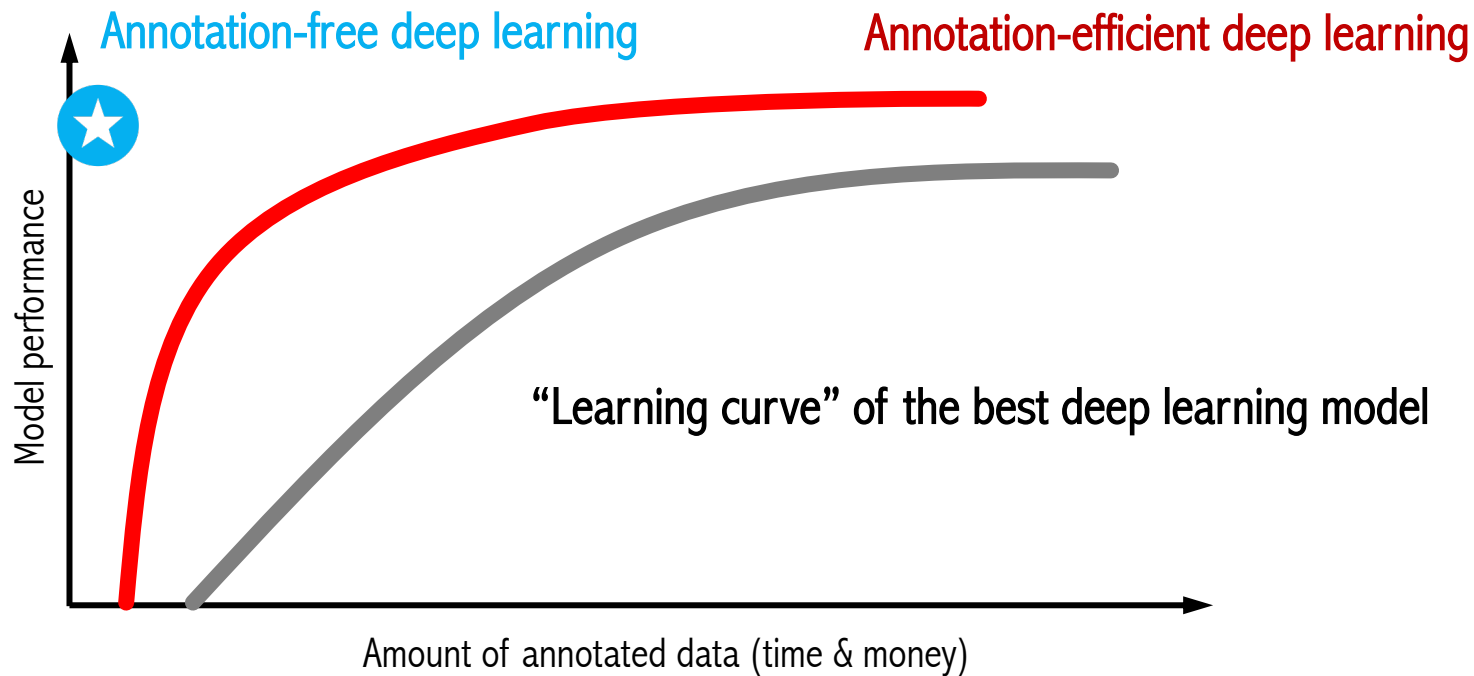 Annotation-free deep learning
Annotation-efficient deep learning
Model performance
“Learning curve” of the best deep learning model
Amount of annotated data (time & money)